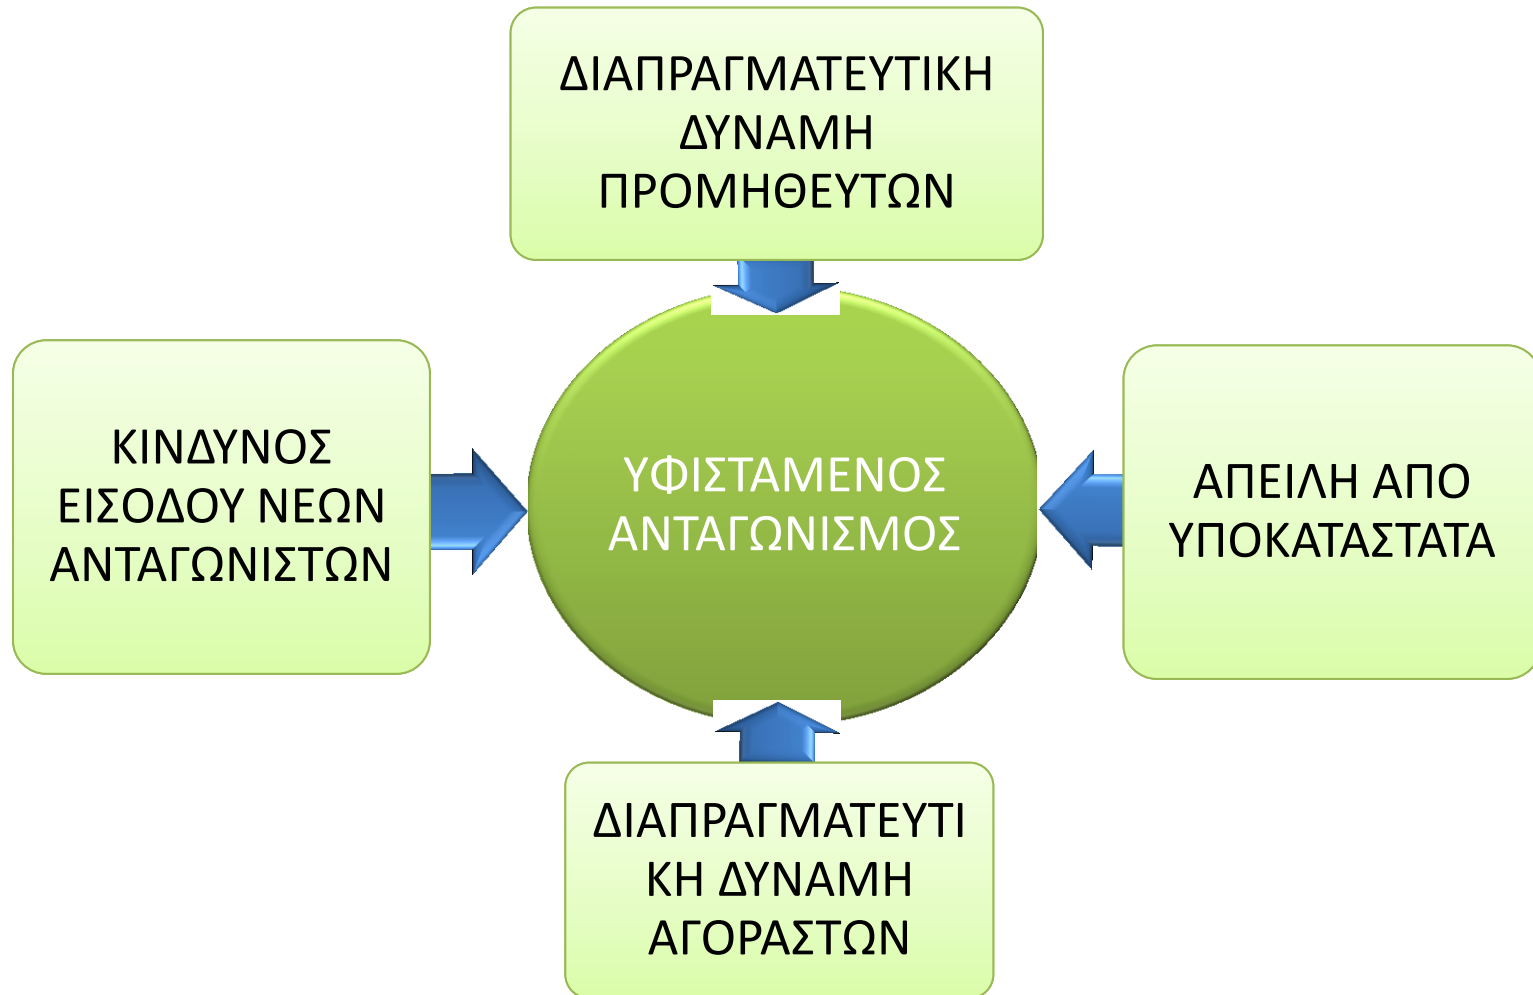 ΔΙΑΠΡΑΓΜΑΤΕΥΤΙΚΗ
ΔΥΝΑΜΗ
ΠΡΟΜΗΘΕΥΤΩΝ
ΚΙΝΔΥΝΟΣ
ΕΙΣΟΔΟΥ ΝΕΩΝ
ΑΝΤΑΓΩΝΙΣΤΩΝ
ΥΦΙΣΤΑΜΕΝΟΣ
ΑΝΤΑΓΩΝΙΣΜΟΣ
ΑΠΕΙΛΗ ΑΠΟ
ΥΠΟΚΑΤΑΣΤΑΤΑ
ΔΙΑΠΡΑΓΜΑΤΕΥΤΙ
ΚΗ ΔΥΝΑΜΗ
ΑΓΟΡΑΣΤΩΝ